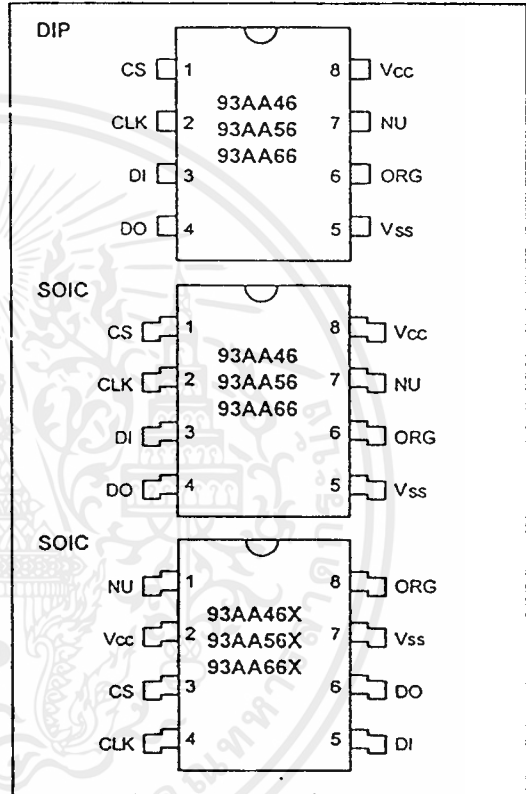 DIP
CS 1 8 Vcc
93AA46
CLK 2 93AA56 7 NU
93AA66
DI 3 6 ORG
DO 4 5 Vss
SOIC
CS 1 8 Vcc
93AA46
CLK 2 93AA56 7 NU
93AA66
DI 3 6 ORG
DO 4 5 Vss
SOIC
NU 1 8 ORG
93AA46X
Vcc 2 93AA56X 7 Vss
93AA66X
CS 3 6 DO
CLK 4 5 DI